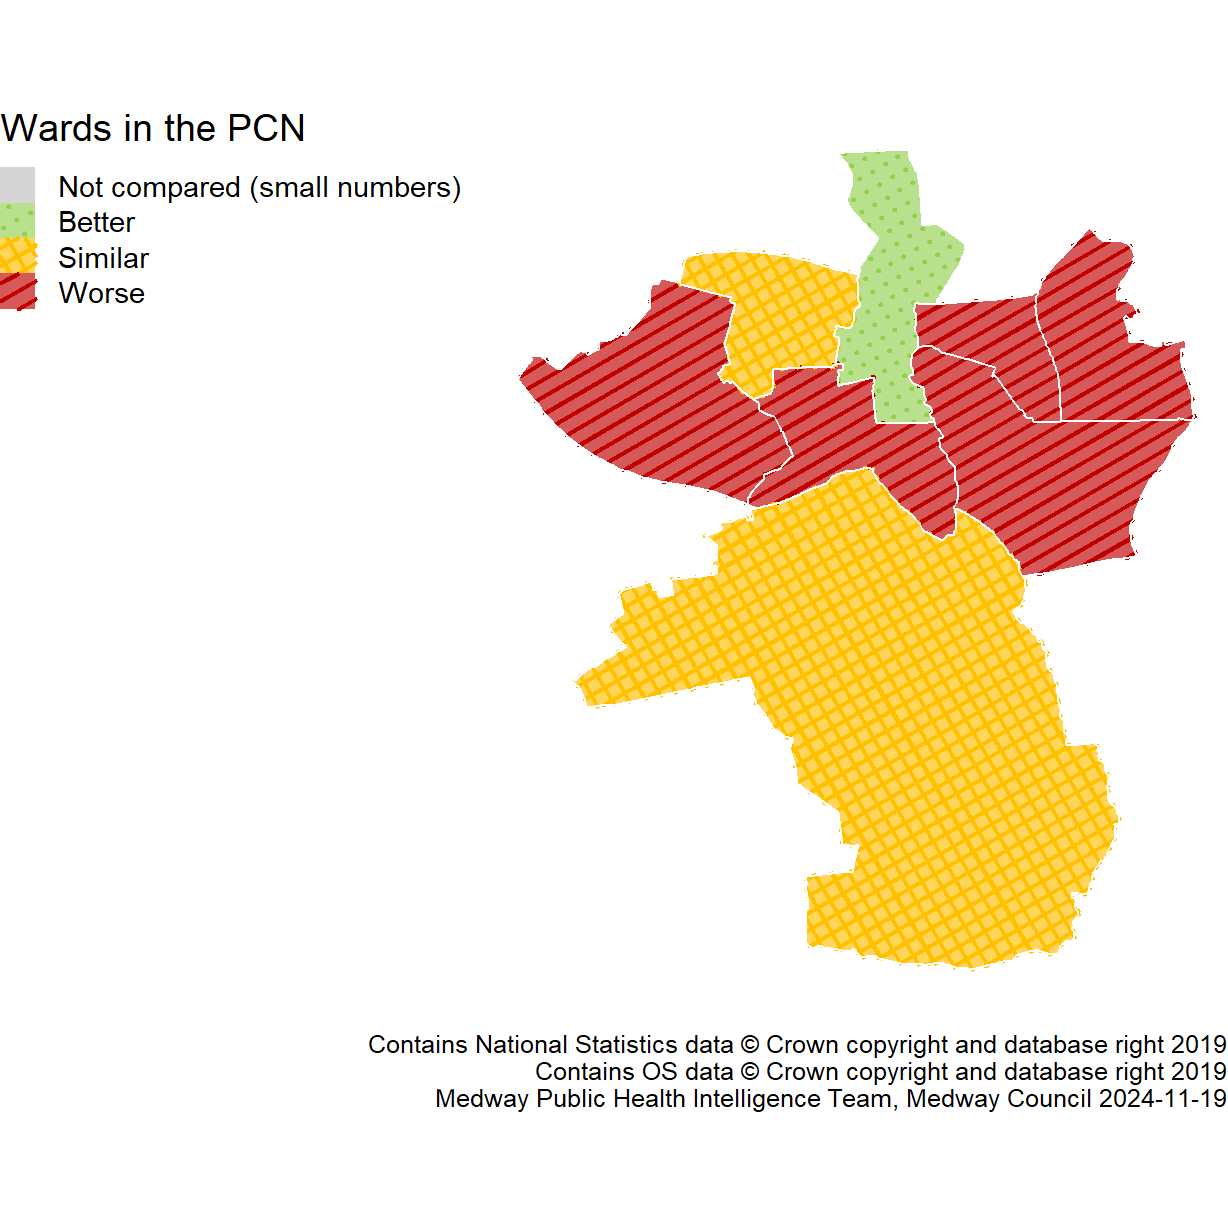 Wards in the PCN
Not compared (small numbers)
Better
Similar
Worse
Contains National Statistics data © Crown copyright and database right 2019
Contains OS data © Crown copyright and database right 2019
Medway Public Health Intelligence Team, Medway Council 2024-11-19